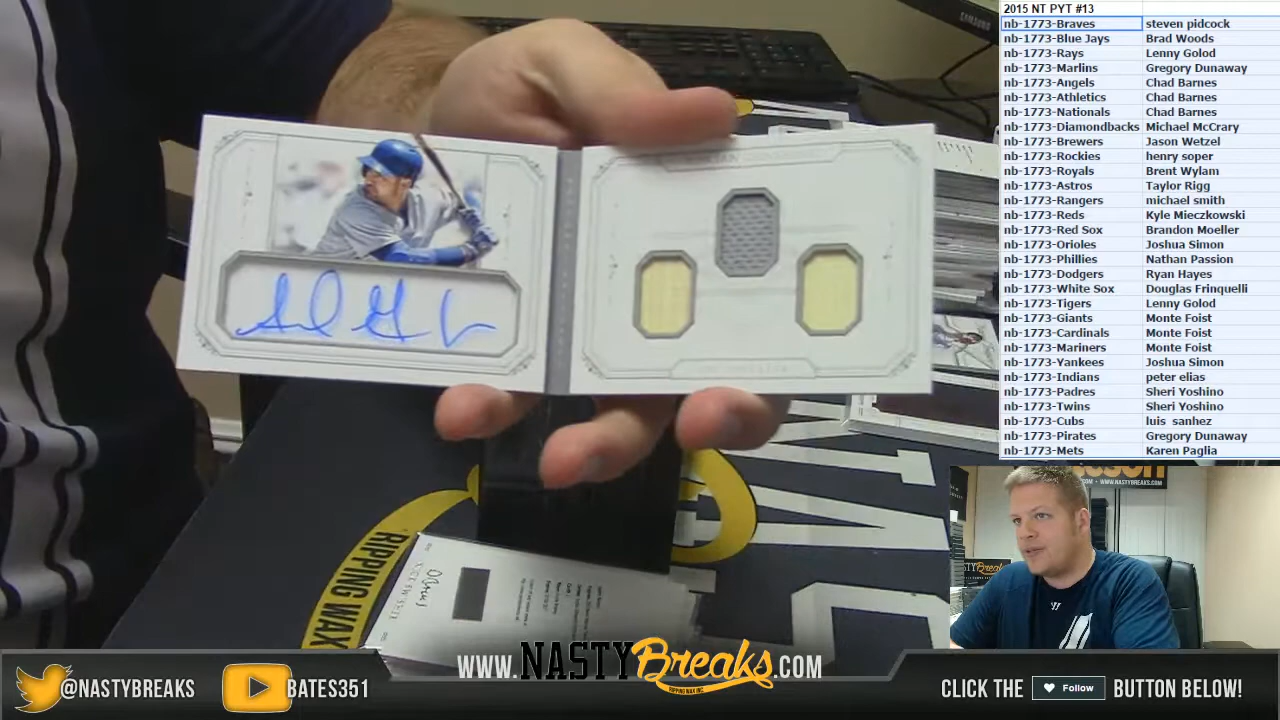 2015 NT PYT #13
nb-1773-Braves steven pidcock
nb-1773-Blue Jays Brad Woods
nb-1773-Rays Lenny Golod
nb-1773-Marlins Gregory Dunaway
nb-1773-Angels Chad Barnes
nb-1773-Athletics Chad Barnes
nb-1773-Nationals Chad Barnes
nb-1773-Diamondbacks Michael McCrary
nb-1773-Brewers Jason Wetzel
nb-1773-Rockies henry soper
nb-1773-Royals Brent Wylam
nb-1773-Astros Taylor Rigg
nb-1773-Rangers michael smith
nb-1773-Reds Kyle Mieczkowski
nb-1773-Red Sox Brandon Moeller
nb-1773-Orioles Joshua Simon
nb-1773-Phillies Nathan Passion
nb-1773-Dodgers Ryan Hayes
nb-1773-White Sox Douglas Frinquelli
nb-1773-Tigers Lenny Golod
nb-1773-Giants Monte Foist
nb-1773-Cardinals Monte Foist
nb-1773-Mariners Monte Foist
nb-1773-Yankees Joshua Simon
nb-1773-Indians peter elias
nb-1773-Padres Sheri Yoshino
nb-1773-Twins Sheri Yoshino
nb-1773-Cubs luis sanhez
nb-1773-Pirates Gregory Dunaway
nb-1773-Mets Karen Paglia
SAMSUNG
RIPPING WAX
WWW.NASTYBREAKS.COM
@NASTYBREAKS
BATES351
WWW.NASTYBreaks.COM
RIPPING WAX INC
CLICK THE Follow BUTTON BELOW!